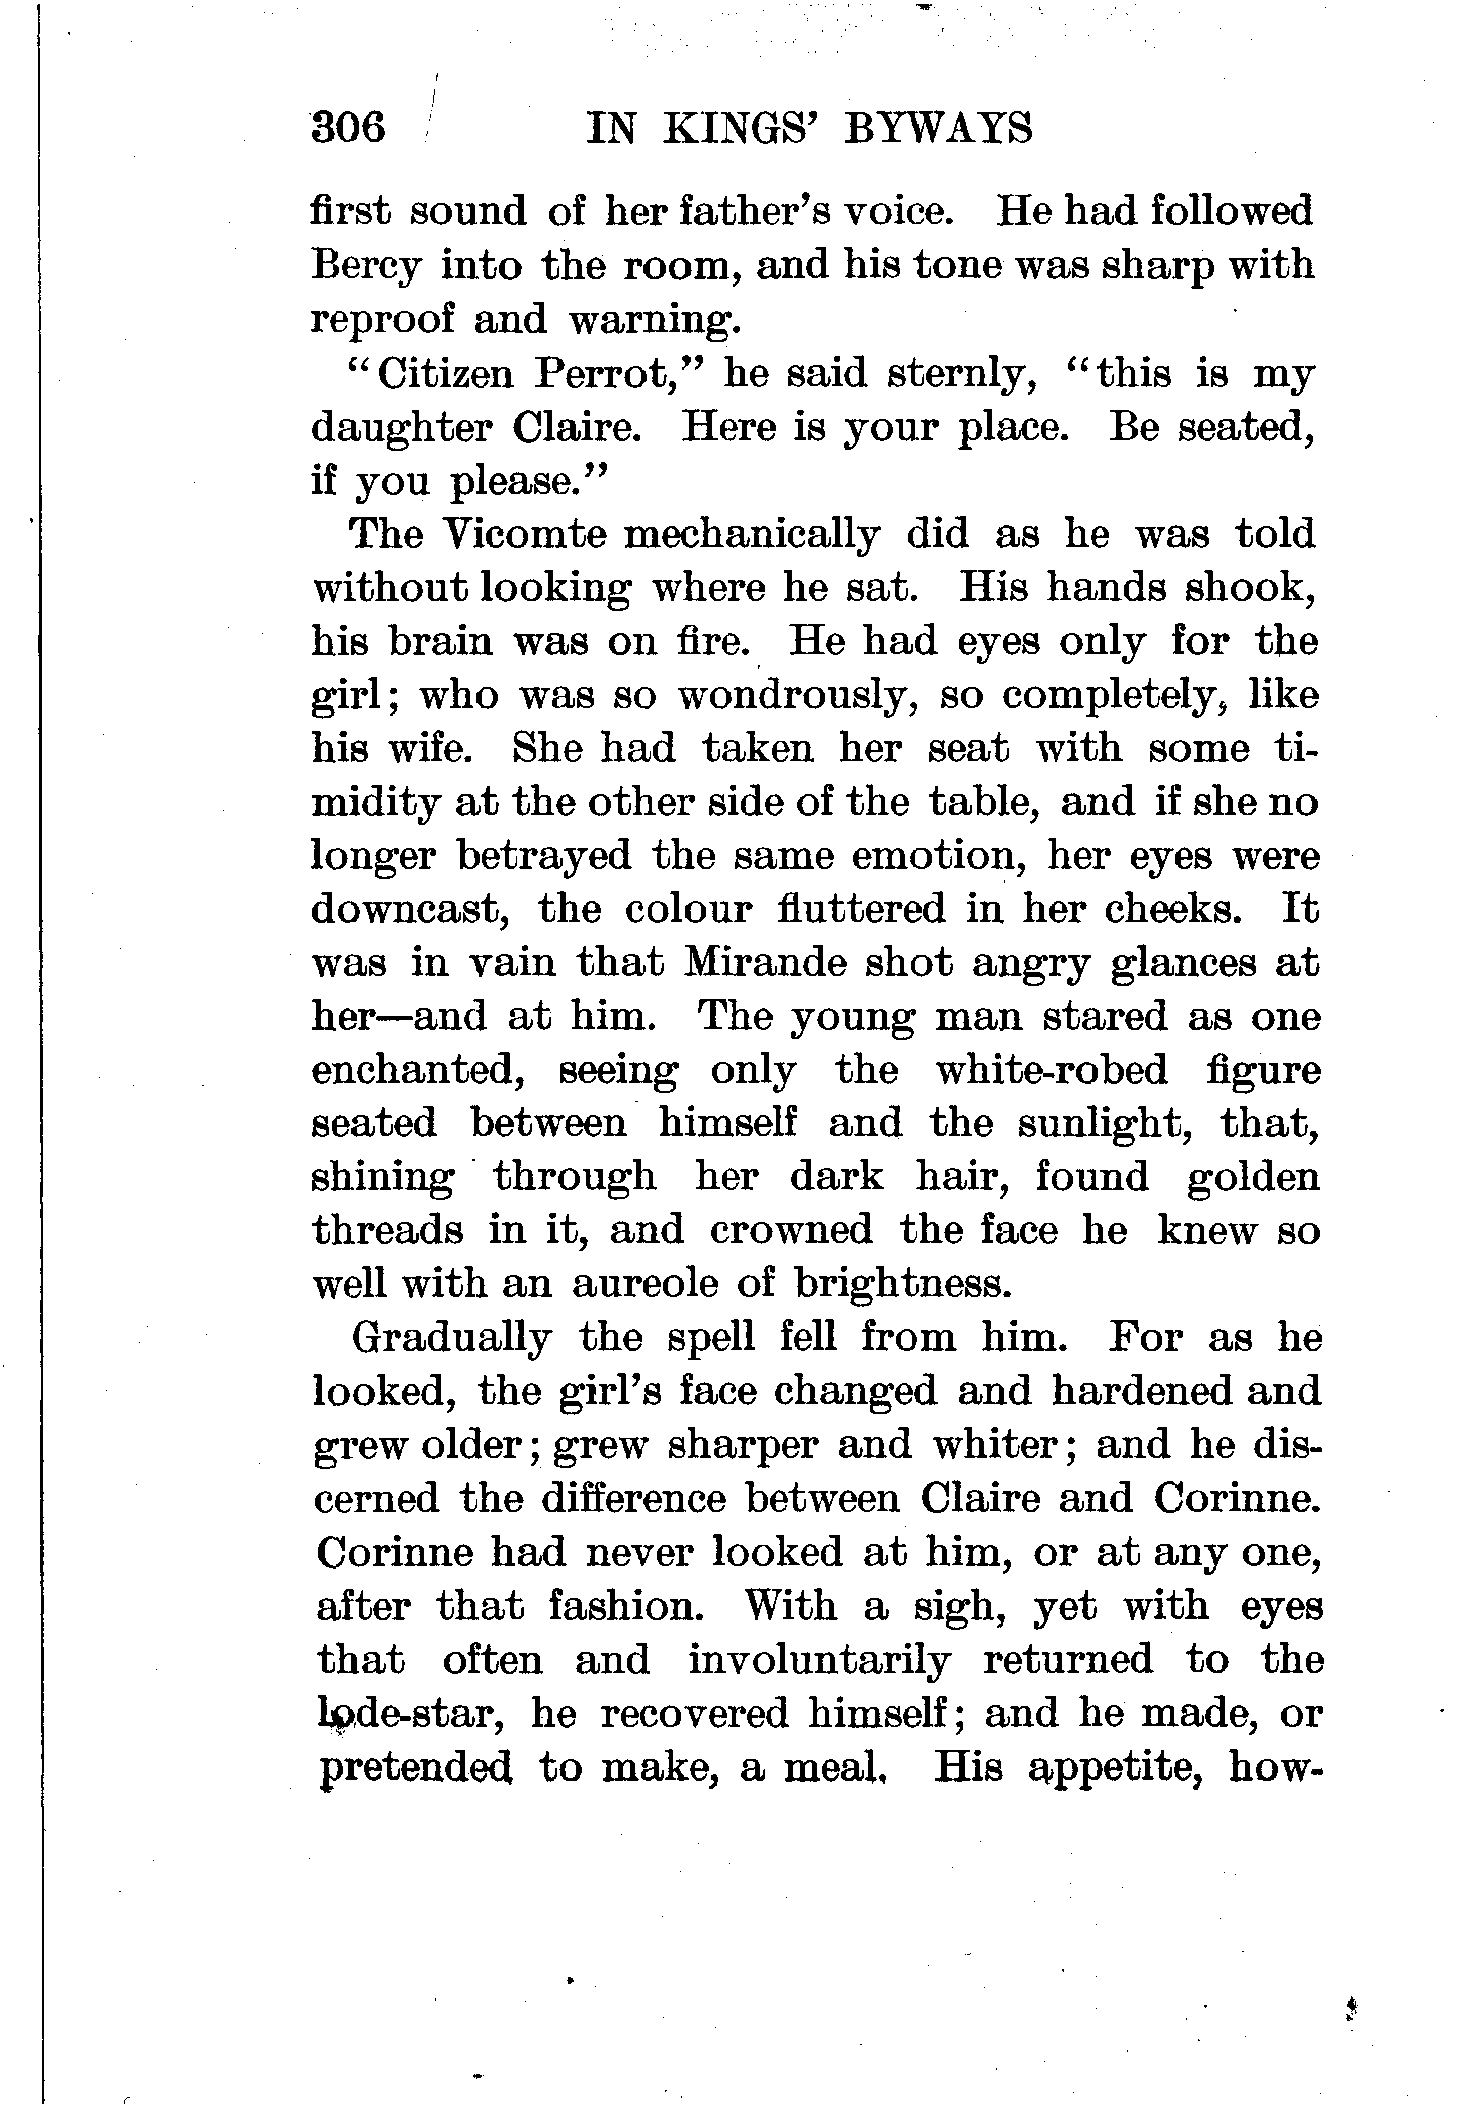 306 IN KINGS' BYWAYS
first sound of her father's voice. He had followed
Bercy into the room, and his tone was sharp with
reproof and warning.
"Citizen Perrot," he said sternly, "this is my
daughter Claire. Here is your place. Be seated,
if you please."
The Vicomte mechanically did as he was told
without looking where he sat. His hands shook,
his brain was on fire. He had eyes only for the
girl; who was so wondrously, so completely, like
his wife. She had taken her seat with some ti-
midity at the other side of the table, and if she no
longer betrayed the same emotion, her eyes were
downcast, the colour fluttered in her cheeks. It
was in vain that Mirande shot angry glances at
her—and at him. The young man stared as one
enchanted, seeing only the white-robed figure
seated between himself and the sunlight, that,
shining through her dark hair, found golden
threads in it, and crowned the face he knew so
well with an aureole of brightness.
Gradually the spell fell from him. For as he
looked, the girl's face changed and hardened and
grew older; grew sharper and whiter; and he dis-
cerned the difference between Claire and Corinne.
Corinne had never looked at him, or at any one,
after that fashion. With a sigh, yet with eyes
that often and involuntarily returned to the
lode-star, he recovered himself; and he made, or
pretended to make, a meal. His appetite, how-